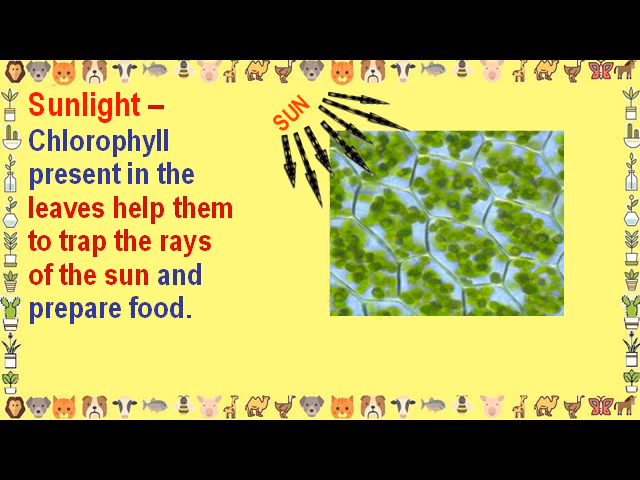 Sunlight –
Chlorophyll
present in the
leaves help them
to trap the rays
of the sun and
prepare food.
SUN